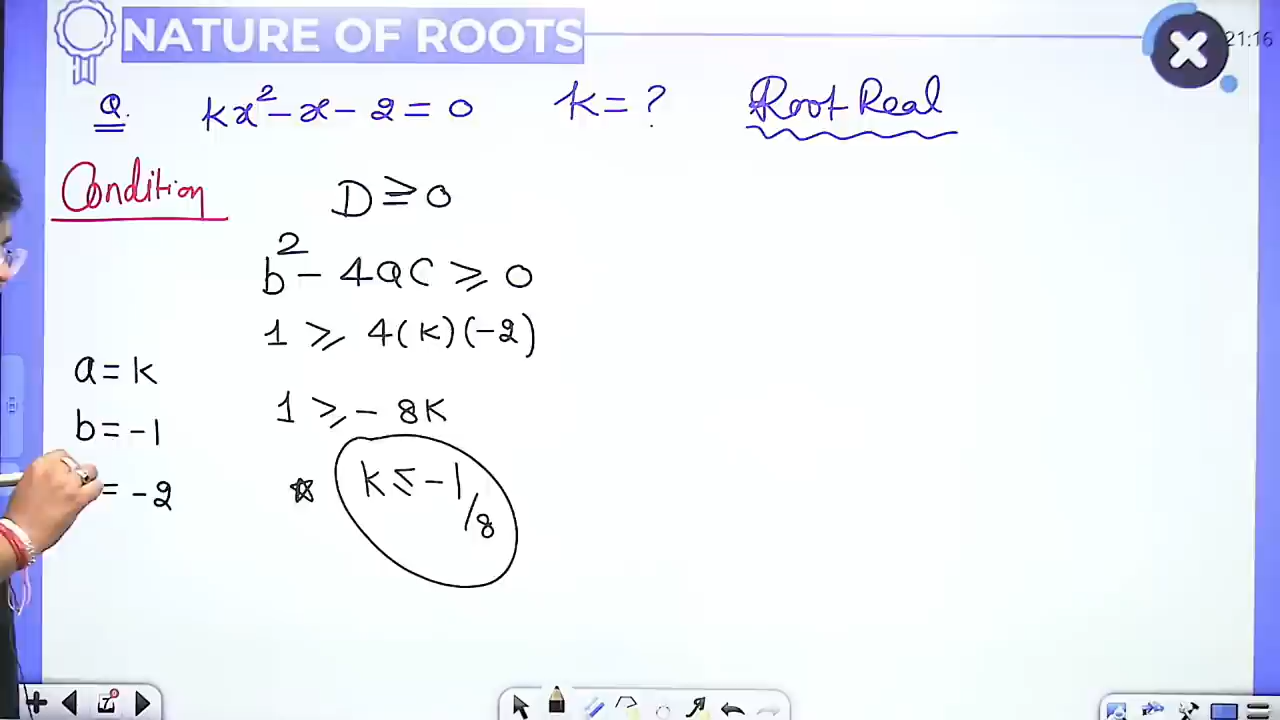 NATURE OF ROOTS
21:16
Q. kx² - x - 2 = 0 k = ? Root Real
Condition
D ≥ 0
b² - 4ac ≥ 0
1 ≥ 4(k)(-2)
a = k
1 ≥ - 8k
b = -1
k ≤ -1/8
= -2